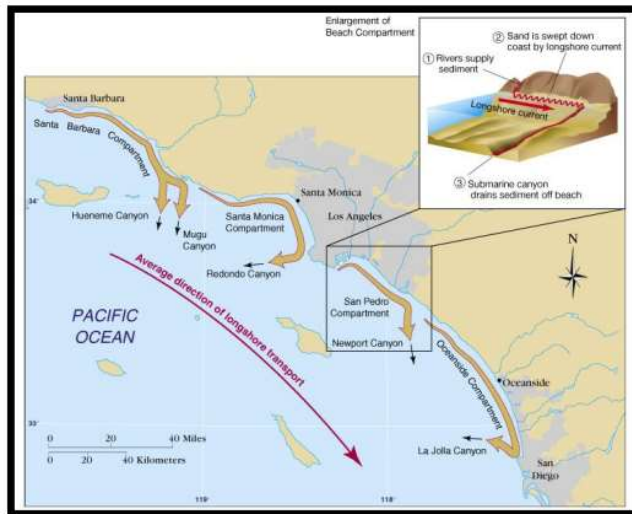 Enlargement of
Beach Compartment
① Rivers supply
sediment
② Sand is swept down
coast by longshore current
Longshore current
③ Submarine canyon
drains sediment off beach
Santa Barbara
Santa Barbara Compartment
Hueneme Canyon
Mugu
Canyon
Santa Monica
Santa Monica
Compartment
Los Angeles
Redondo Canyon
San Pedro
Compartment
Newport Canyon
Oceanside Compartment
Oceanside
La Jolla Canyon
San
Diego
Average direction of longshore transport
PACIFIC
OCEAN
N
34°
33°
119°
118°
0 20 40 Miles
0 20 40 Kilometers